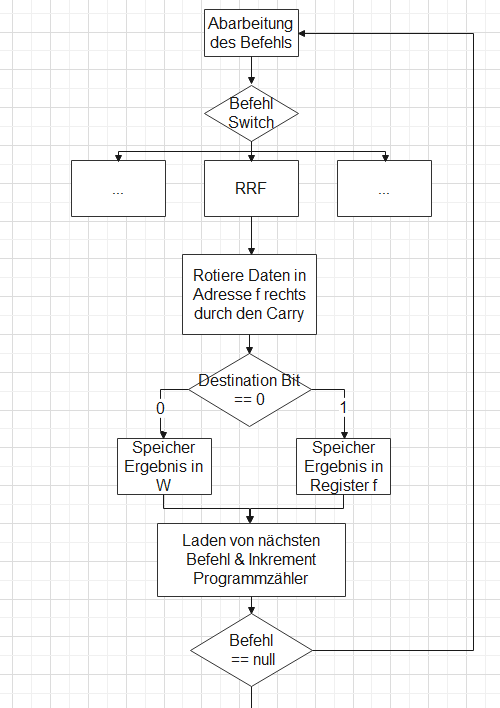 Abarbeitung
des Befehls
Befehl
Switch
...
RRF
...
Rotiere Daten in
Adresse f rechts
durch den Carry
Destination Bit
== 0
0
1
Speicher
Ergebnis in
W
Speicher
Ergebnis in
Register f
Laden von nächsten
Befehl & Inkrement
Programmzähler
Befehl
== null